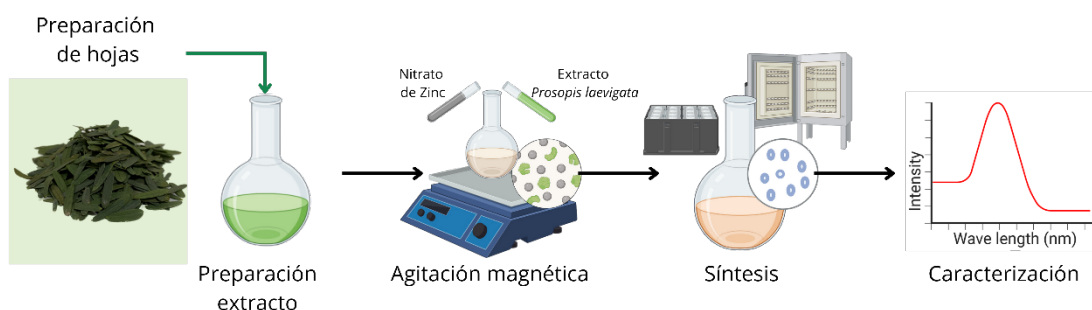 Preparación
de hojas
Preparación
extracto
Nitrato
de Zinc
Extracto
Prosopis laevigata
Agitación magnética
Síntesis
Intensity
Wave length (nm)
Caracterización